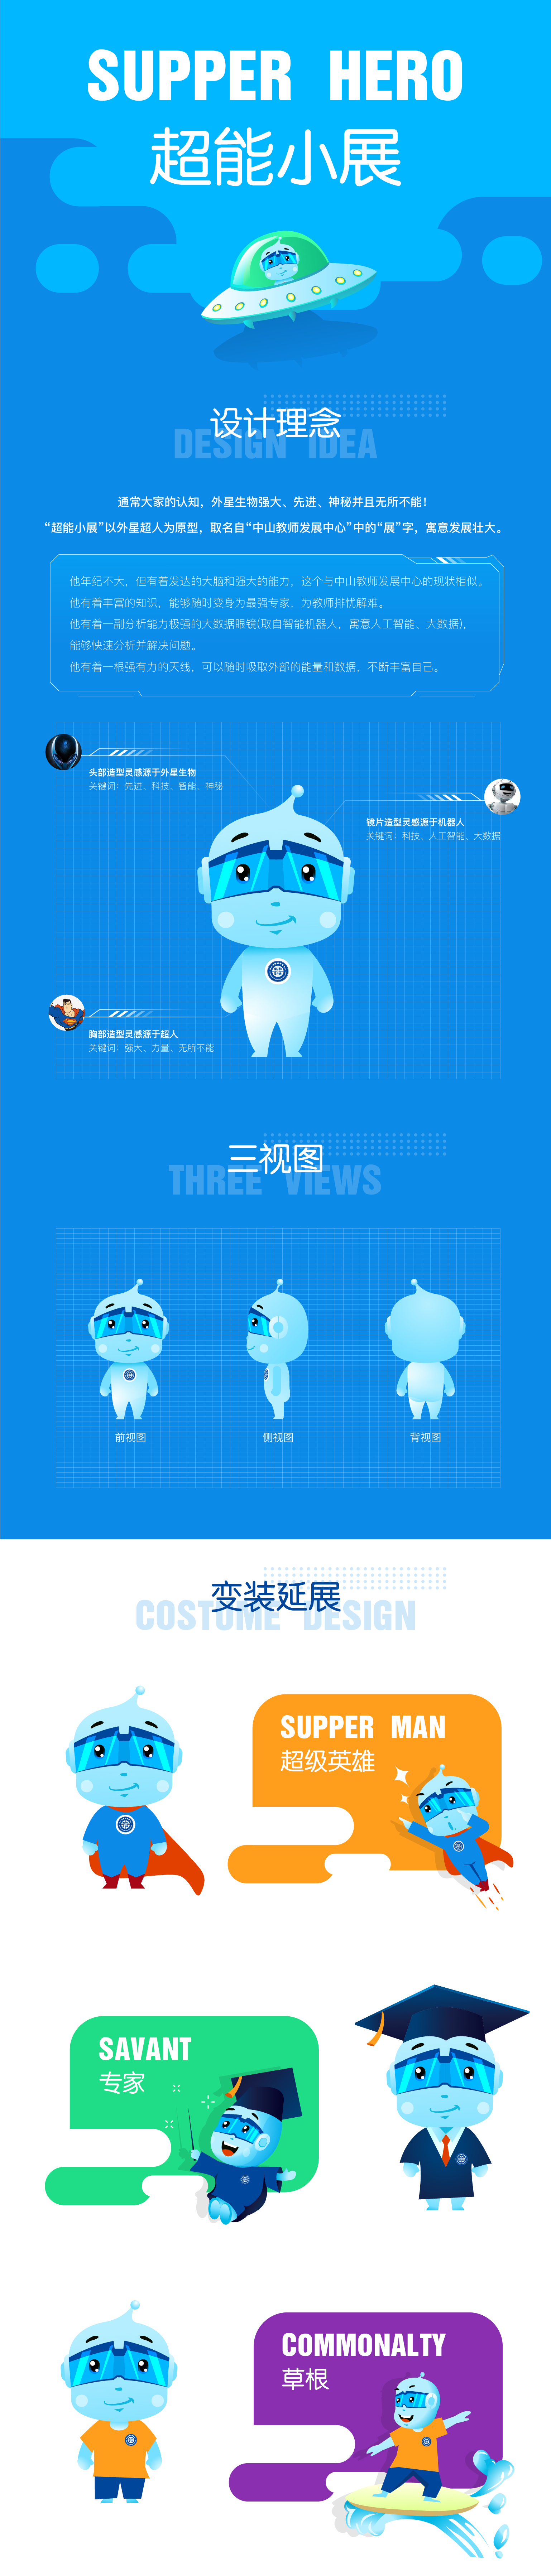 SUPPER HERO
超能小展
设计理念
DESIGN IDEA
通常大家的认知，外星生物强大、先进、神秘并且无所不能！
“超能小展”以外星超人为原型，取名自“中山教师发展中心”中的“展”字，寓意发展壮大。
他年纪不大，但有着发达的大脑和强大的能力，这个与中山教师发展中心的现状相似。
他有着丰富的知识，能够随时变身为最强专家，为教师排忧解难。
他有着一副分析能力极强的大数据眼镜(取自智能机器人，寓意人工智能、大数据)，
能够快速分析并解决问题。
他有着一根强有力的天线，可以随时吸取外部的能量和数据，不断丰富自己。
头部造型灵感源于外星生物
关键词：先进、科技、智能、神秘
镜片造型灵感源于机器人
关键词：科技、人工智能、大数据
胸部造型灵感源于超人
关键词：强大、力量、无所不能
三视图
THREE VIEWS
前视图
侧视图
背视图
变装延展
COSTUME DESIGN
SUPPER MAN
超级英雄
SAVANT
专家
COMMONALTY
草根